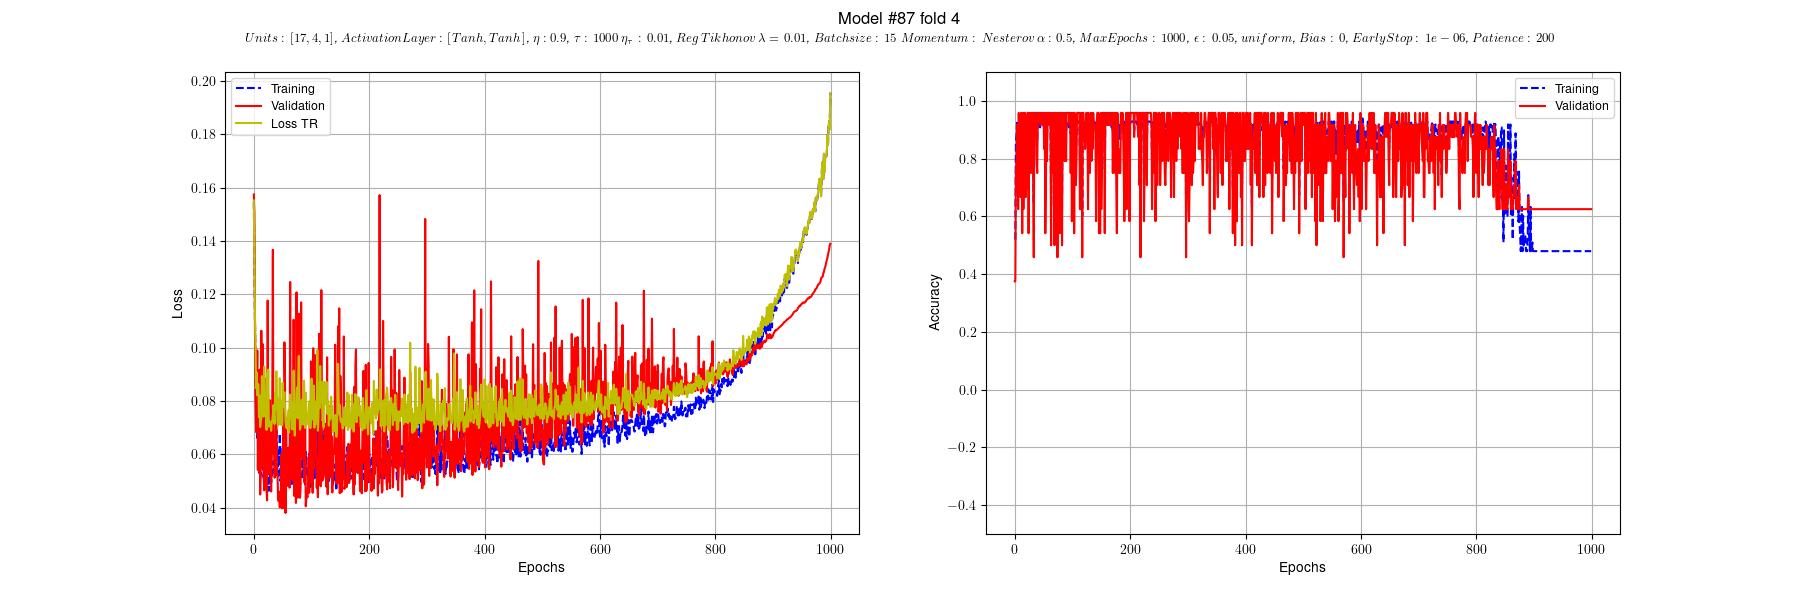 Model #87 fold 4
Units : [17, 4, 1], ActivationLayer : [Tanh, Tanh], η : 0.9, τ : 1000 ητ : 0.01, Reg Tikhonov λ = 0.01, Batchsize : 15 Momentum : Nesterov α : 0.5, MaxEpochs : 1000, ϵ : 0.05, uniform, Bias : 0, EarlyStop : 1e − 06, Patience : 200
0.20
0.18
0.16
0.14
0.12
0.10
0.08
0.06
0.04
Loss
Training
Validation
Loss TR
0 200 400 600 800 1000
Epochs
1.0
0.8
0.6
0.4
0.2
0.0
−0.2
−0.4
Accuracy
Training
Validation
0 200 400 600 800 1000
Epochs